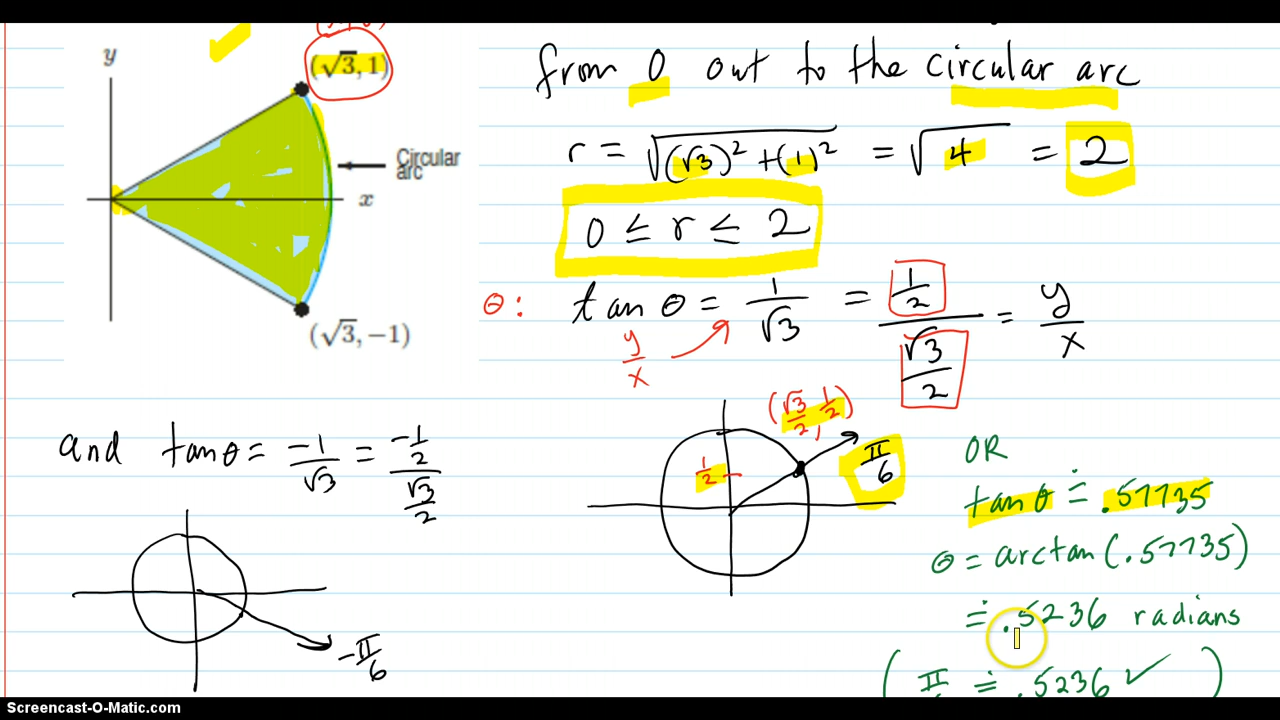 y
(√3, 1)
Circular
arc
x
(√3, −1)
from 0 out to the circular arc
r = √((√3)² + (1)²) = √4 = 2
0 ≤ r ≤ 2
θ: tan θ = 1/√3 = (1/2)/(√3/2) = y/x
y/x
(√3/2, 1/2)
1/2
π/6
OR
tan θ ≐ .57735
θ = arctan(.57735)
≐ .5236 radians
(π/6 ≐ .5236 ✓)
and tan θ = −1/√3 = (−1/2)/(√3/2)
−π/6
Screencast-O-Matic.com